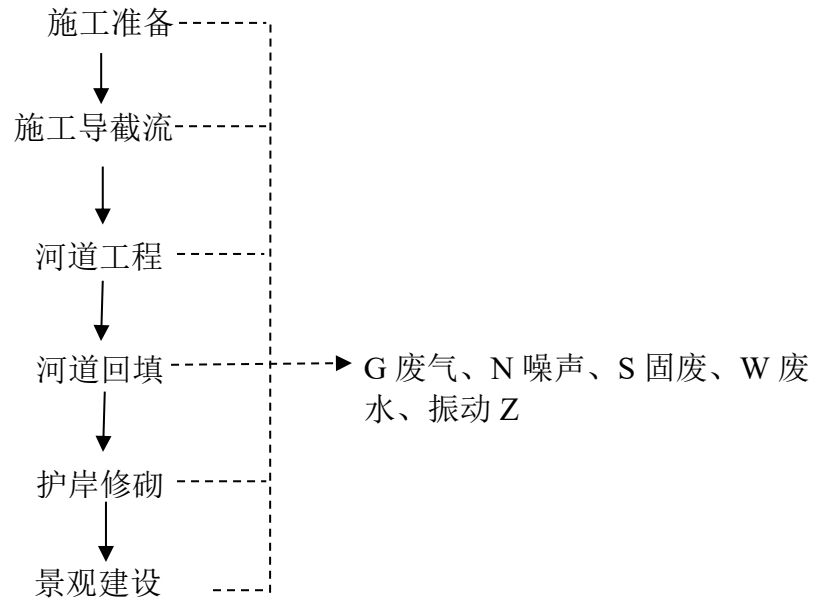 施工准备
施工导截流
河道工程
河道回填
G 废气、N 噪声、S 固废、W 废
水、振动 Z
护岸修砌
景观建设